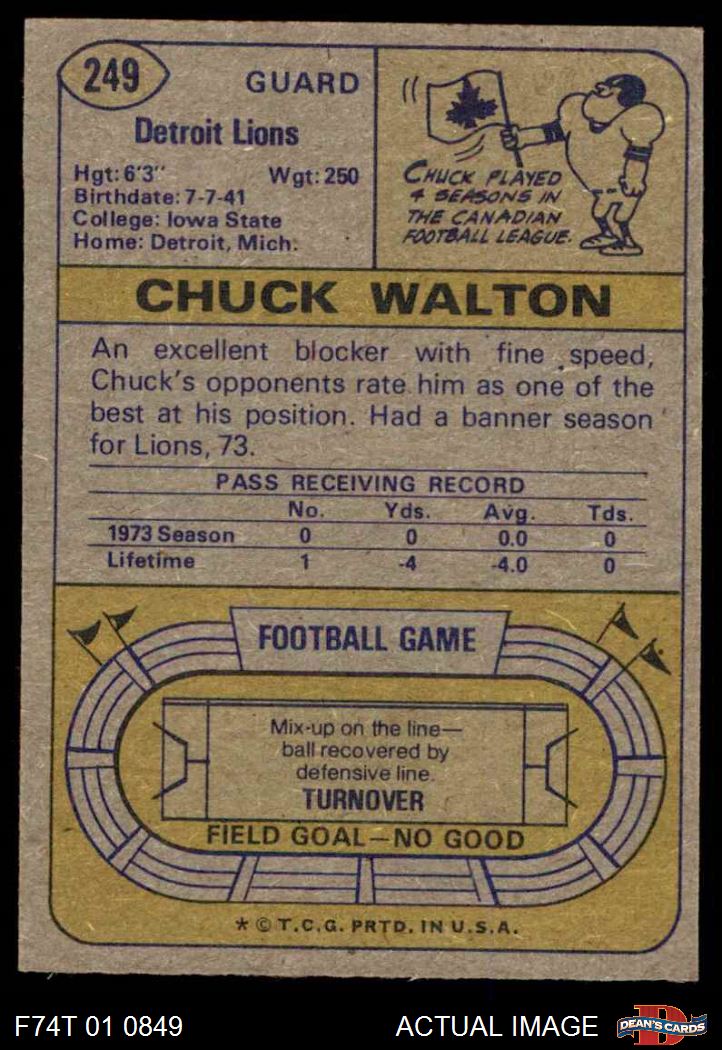 249
GUARD
Detroit Lions
Hgt: 6'3"
Wgt: 250
Birthdate: 7-7-41
College: Iowa State
Home: Detroit, Mich.
CHUCK PLAYED
4 SEASONS IN
THE CANADIAN
FOOTBALL LEAGUE.
CHUCK WALTON
An excellent blocker with fine speed,
Chuck's opponents rate him as one of the
best at his position. Had a banner season
for Lions, 73.
PASS RECEIVING RECORD
No. Yds. Avg. Tds.
1973 Season 0 0 0.0 0
Lifetime 1 -4 -4.0 0
FOOTBALL GAME
Mix-up on the line—
ball recovered by
defensive line.
TURNOVER
FIELD GOAL—NO GOOD
* © T.C.G. PRTD. IN U.S.A.
F74T 01 0849
ACTUAL IMAGE
D
DEAN'S CARDS